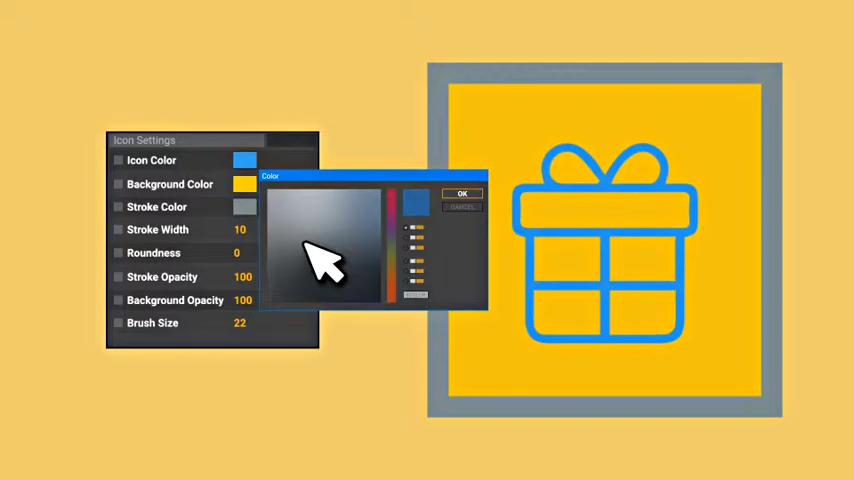 Icon Settings
Icon Color
Background Color
Stroke Color
Stroke Width 10
Roundness 0
Stroke Opacity 100
Background Opacity 100
Brush Size 22
Color
OK
CANCEL